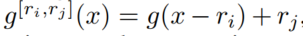 g^{[r_i,r_j]}(x) = g(x − r_i) + r_j,